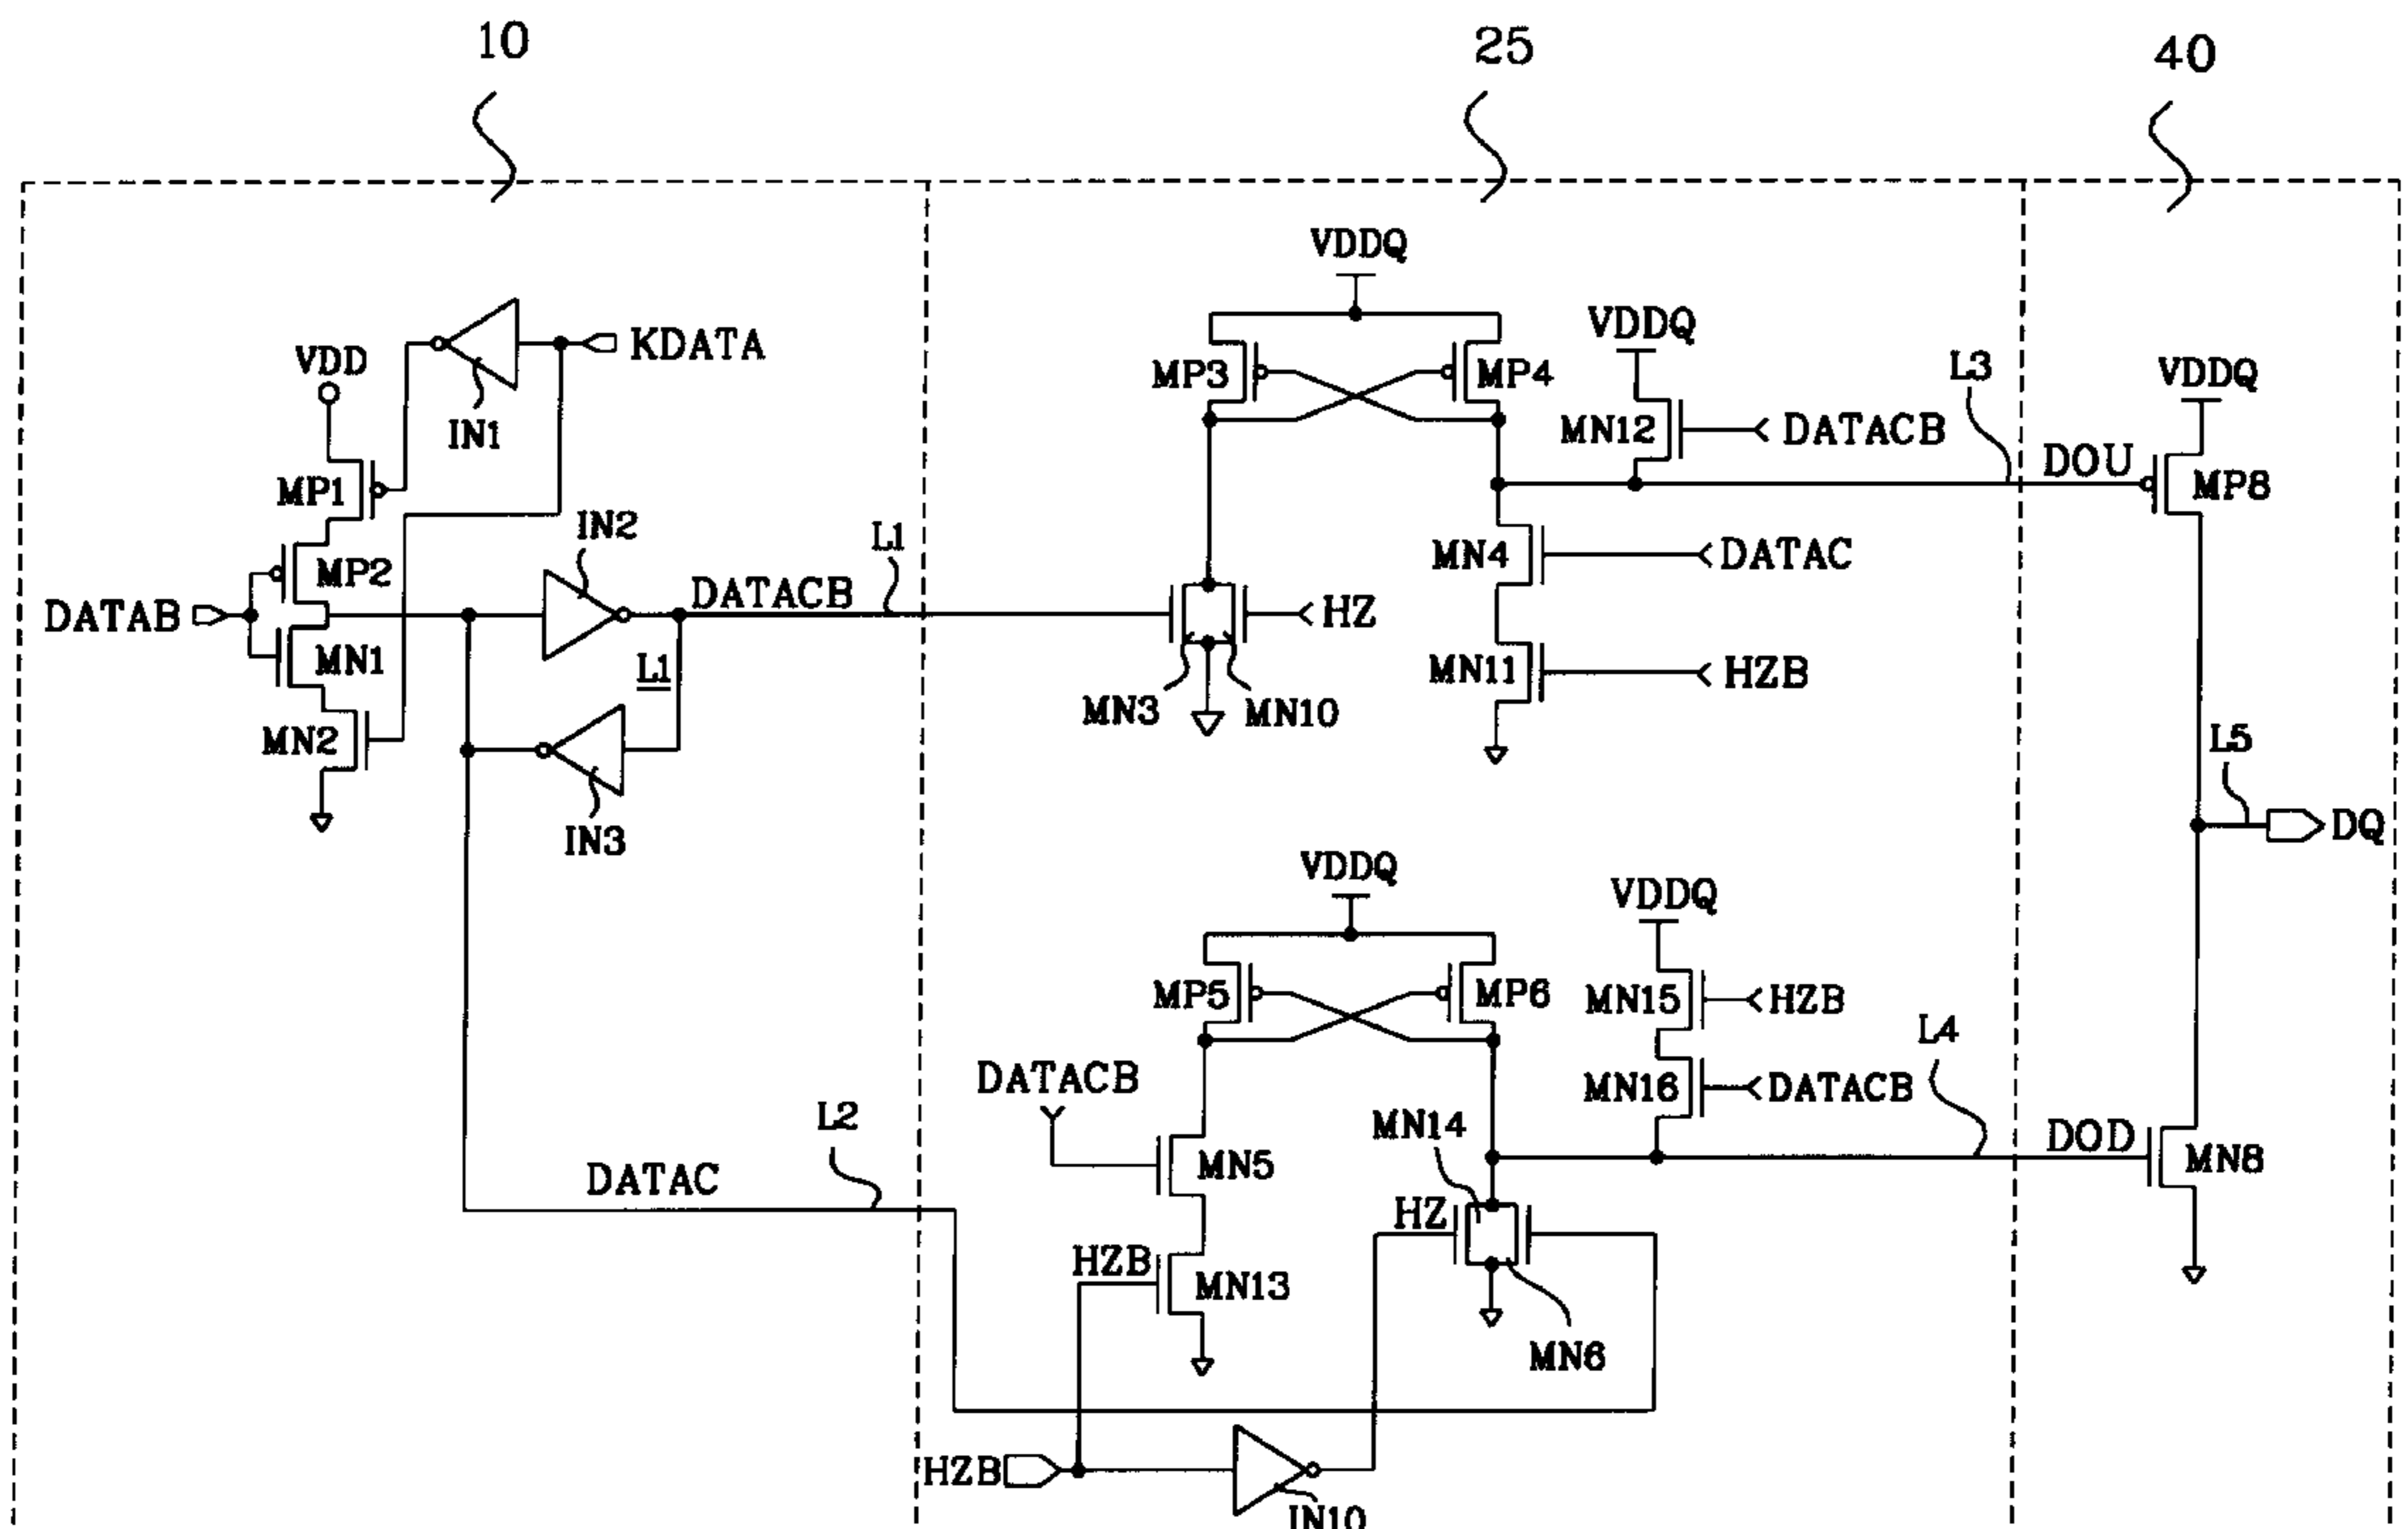 10
25
40
VDDQ
KDATA
VDD
VDDQ
L3
VDDQ
MP3
MP4
IN1
MN12
DATACB
DOU
MP8
MP1
IN2
L1
MN4
DATAC
MP2
DATACB
HZ
DATAB
MN1
L1
MN11
HZB
MN3
MN10
MN2
L5
DQ
IN3
VDDQ
VDDQ
MP5
MP6
MN15
HZB
L4
DATACB
MN16
DATACB
L2
MN14
DOD
MN8
MN5
DATAC
HZ
HZB
MN13
MN6
HZB
IN10